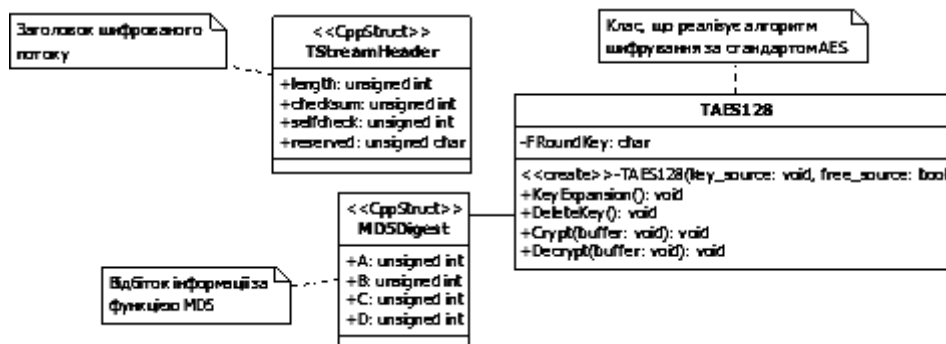 Заголовок шифрованого
потоку
<<CppStruct>>
TStreamHeader
+length: unsigned int
+checksum: unsigned int
+selfcheck: unsigned int
+reserved: unsigned char
Клас, що реалізує алгоритм
шифрування за стандартом AES
TAES128
-FRoundKey: char
<<create>>-TAES128(key_source: void, free_source: bool
+KeyExpansion(): void
+DeleteKey(): void
+Crypt(buffer: void): void
+Decrypt(buffer: void): void
<<CppStruct>>
MD5Digest
+A: unsigned int
+B: unsigned int
+C: unsigned int
+D: unsigned int
Відбіток інформації за
функцією MD5